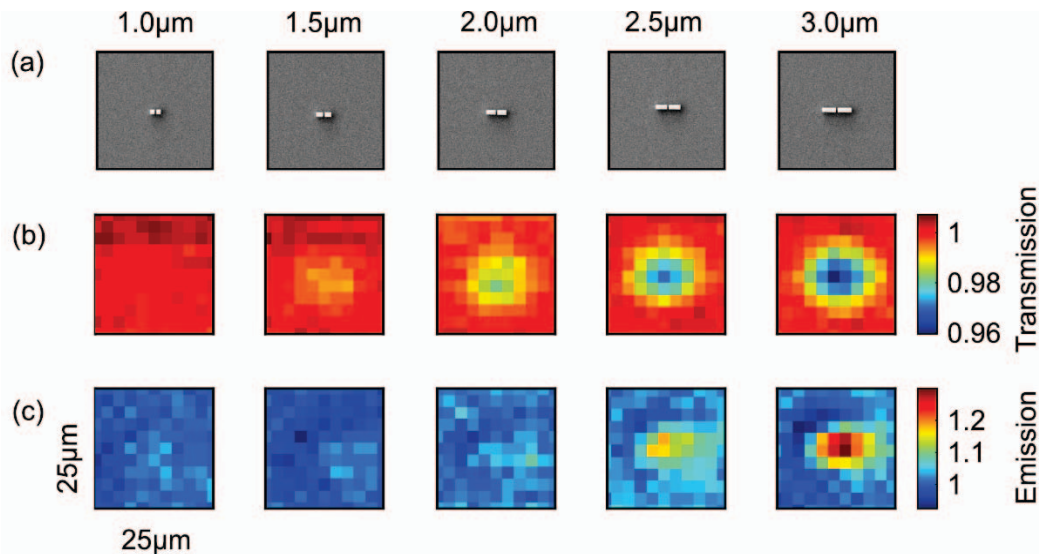 1.0µm 1.5µm 2.0µm 2.5µm 3.0µm
(a)
(b)
1
0.98
0.96
Transmission
(c)
1.2
1.1
1
Emission
25µm
25µm